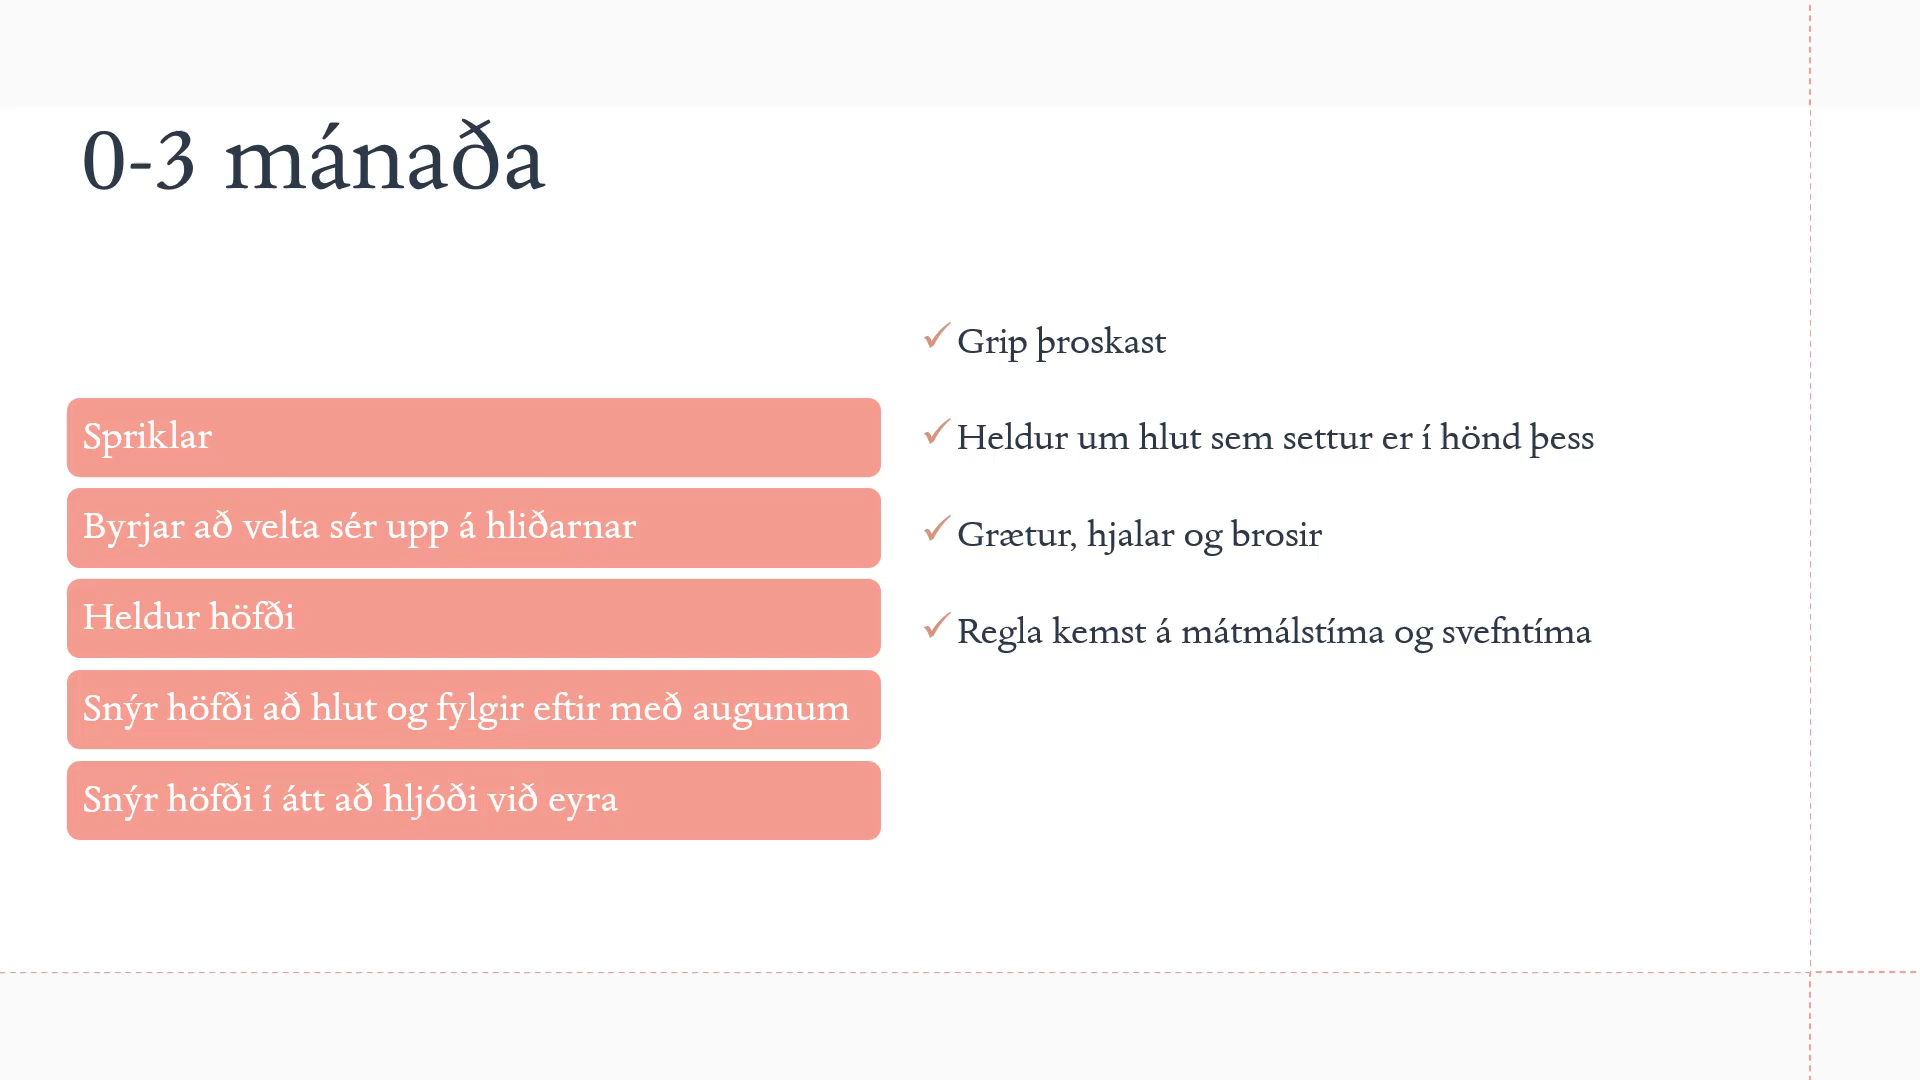 0-3 mánaða
Spriklar
Byrjar að velta sér upp á hliðarnar
Heldur höfði
Snýr höfði að hlut og fylgir eftir með augunum
Snýr höfði í átt að hljóði við eyra
Grip þroskast
Heldur um hlut sem settur er í hönd þess
Grætur, hjalar og brosir
Regla kemst á mátmálstíma og svefntíma